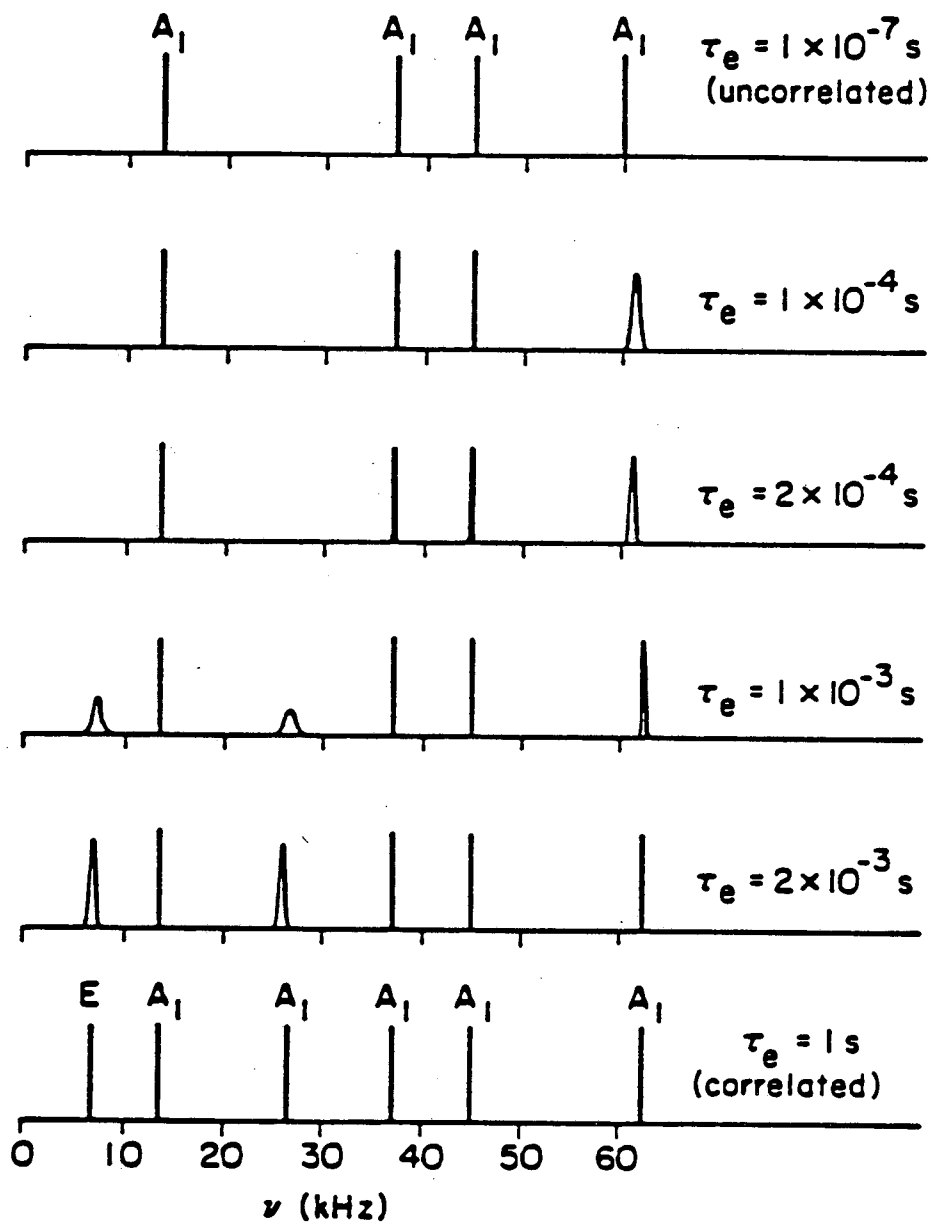 A₁ A₁ A₁ A₁
τₑ = 1 × 10⁻⁷ s
(uncorrelated)
τₑ = 1 × 10⁻⁴ s
τₑ = 2 × 10⁻⁴ s
τₑ = 1 × 10⁻³ s
τₑ = 2 × 10⁻³ s
E A₁ A₁ A₁ A₁ A₁
τₑ = 1 s
(correlated)
0 10 20 30 40 50 60
ν (kHz)